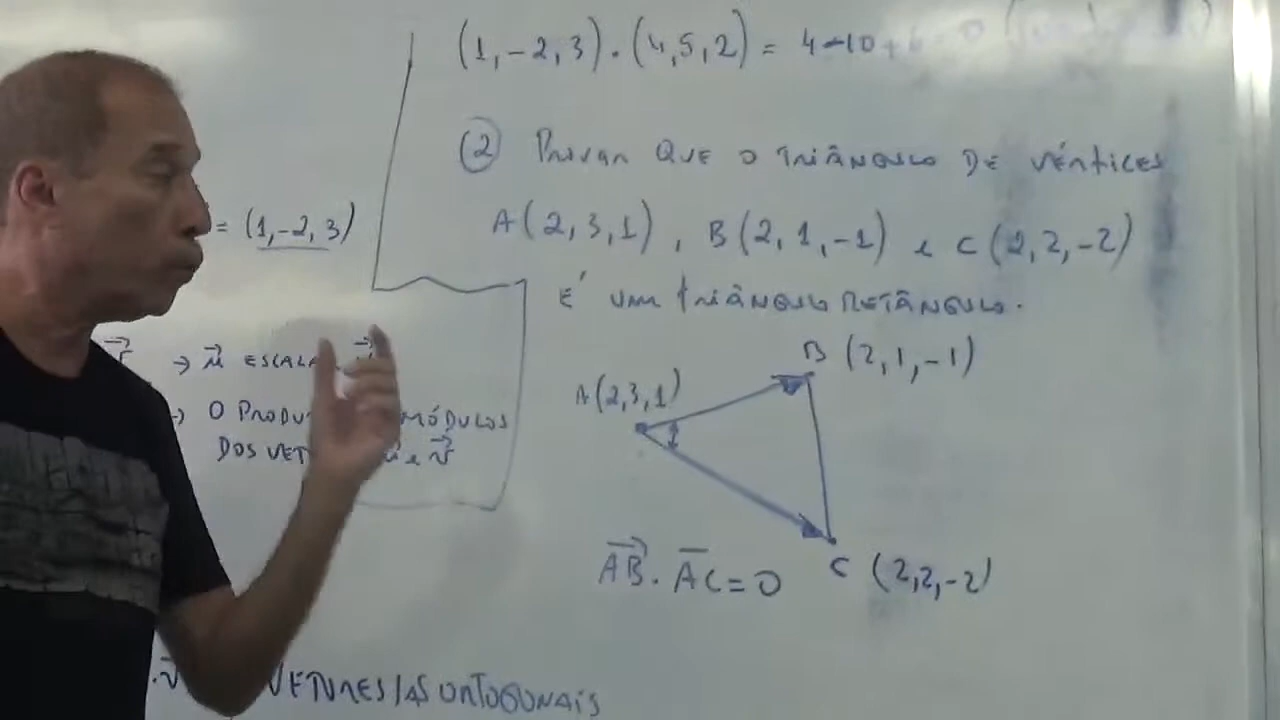 (1,-2,3).(4,5,2) = 4-10+
(2) PROVAR QUE O TRIÂNGULO DE VÉRTICES
A(2,3,1), B(2,1,-1) e C(2,2,-2)
É UM TRIÂNGULO RETÂNGULO.
= (1,-2,3)
→ u ESCALAR v
→ O PRODU MÓDULOS
DOS VET u e v
B (2,1,-1)
A(2,3,1)
C (2,2,-2)
AB . AC = 0
. v VETORES ORTOGONAIS